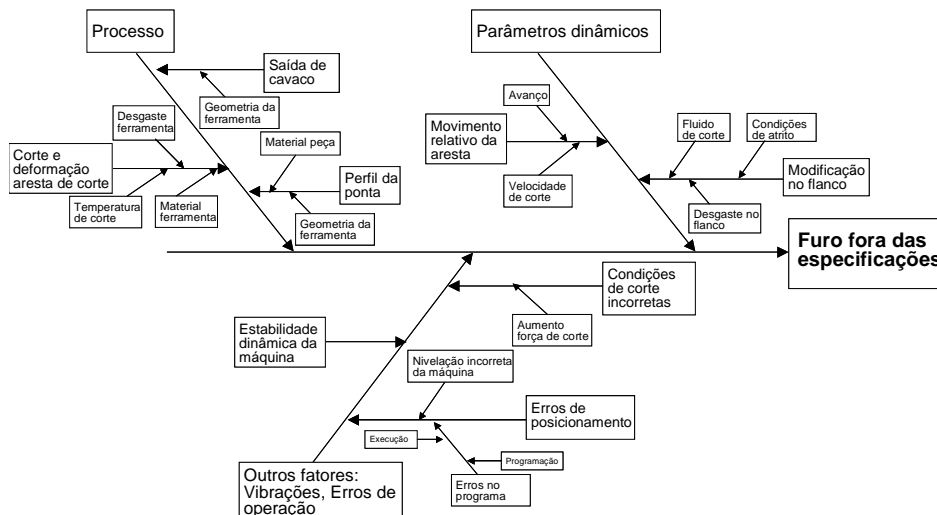 Processo
Parâmetros dinâmicos
Saída de
cavaco
Geometria da
ferramenta
Desgaste
ferramenta
Material peça
Corte e
deformação
aresta de corte
Perfil da
ponta
Temperatura
de corte
Material
ferramenta
Geometria da
ferramenta
Avanço
Movimento
relativo da
aresta
Velocidade
de corte
Fluido
de corte
Condições
de atrito
Modificação
no flanco
Desgaste no
flanco
Furo fora das
especificações
Condições
de corte
incorretas
Aumento
força de corte
Estabilidade
dinâmica da
máquina
Nivelação incorreta
da máquina
Erros de
posicionamento
Execução
Programação
Erros no
programa
Outros fatores:
Vibrações, Erros de
operação